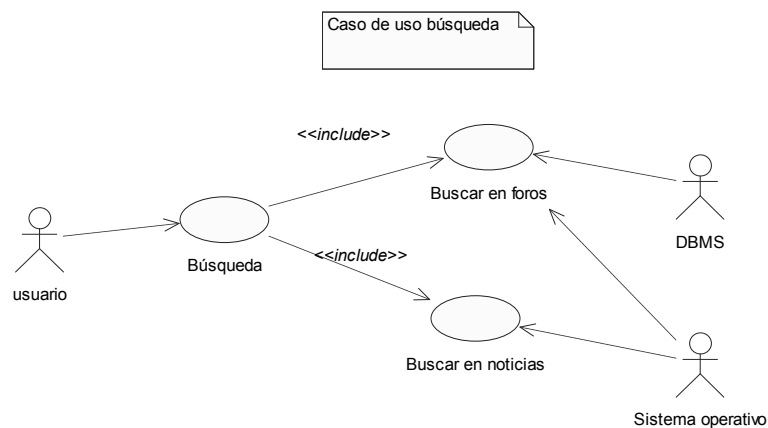 Caso de uso búsqueda
<<include>>
Buscar en foros
DBMS
Búsqueda
<<include>>
usuario
Buscar en noticias
Sistema operativo